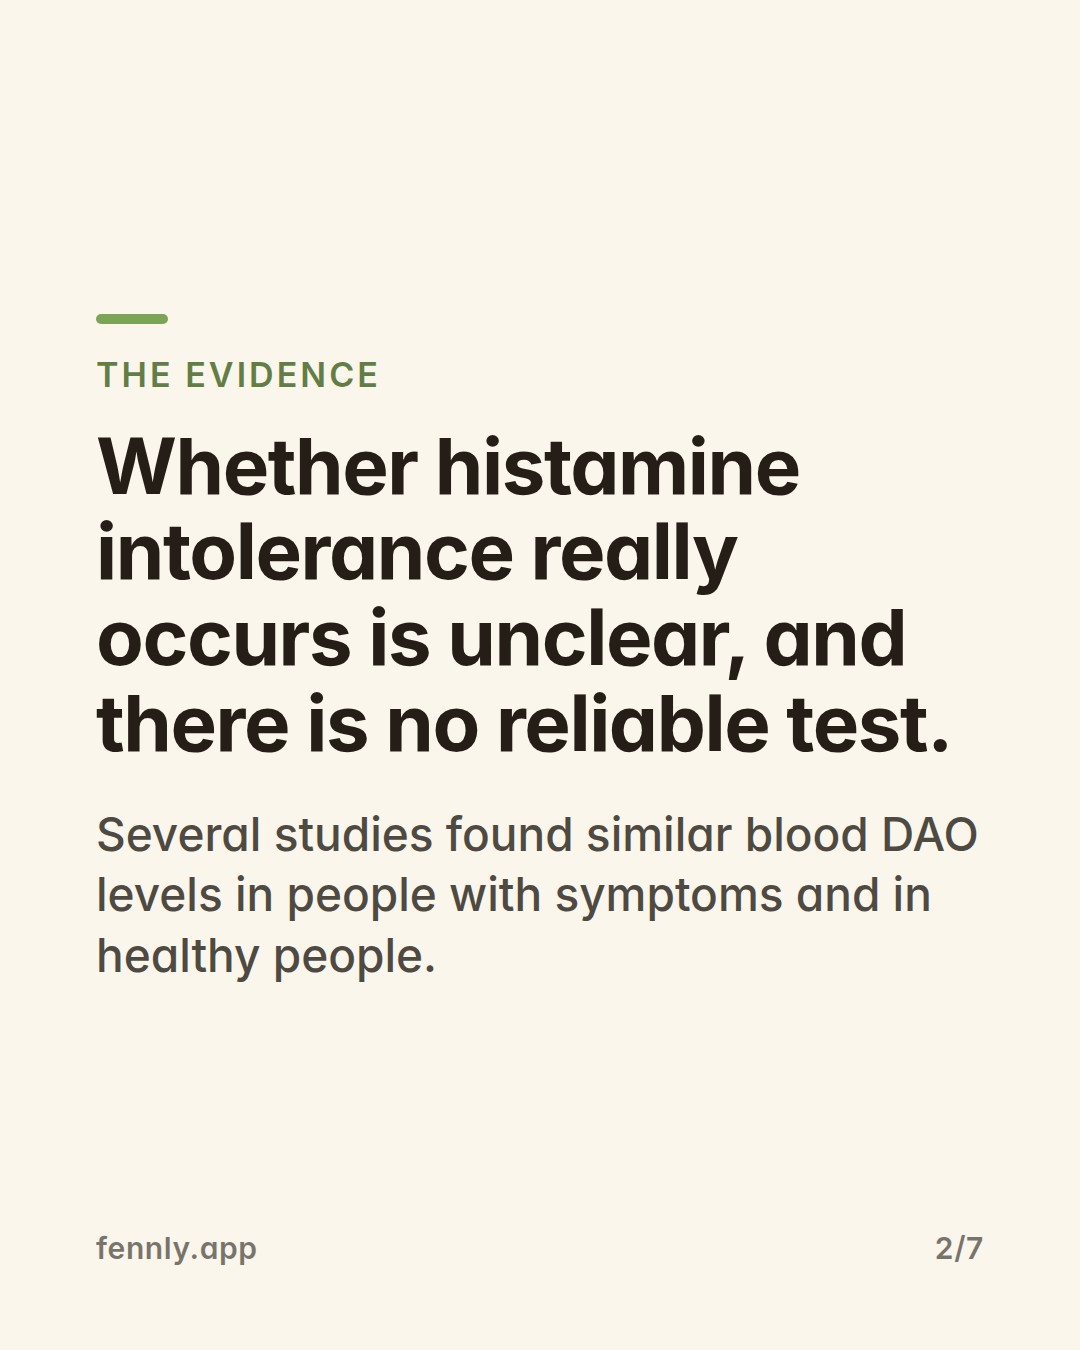 THE EVIDENCE
Whether histamine
intolerance really
occurs is unclear, and
there is no reliable test.
Several studies found similar blood DAO
levels in people with symptoms and in
healthy people.
fennly.app
2/7